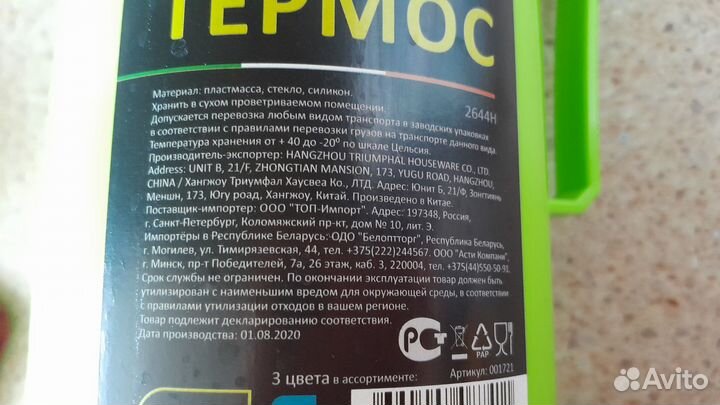 ТЕРМОС
Материал: пластмасса, стекло, силикон.
Хранить в сухом проветриваемом помещении.
2644H
Допускается перевозка любым видом транспорта в заводских упаковках
в соответствии с правилами перевозки грузов на транспорте данного вида.
Температура хранения от + 40 до -20° по шкале Цельсия.
Производитель-экспортер: HANGZHOU TRIUMPHAL HOUSEWARE CO., LTD.
Address: UNIT B, 21/F, ZHONGTIAN MANSION, 173, YUGU ROAD, HANGZHOU,
CHINA / Хангжоу Триумфал Хаусвеа Ко., ЛТД. Адрес: Юнит Б, 21/Ф, Зонгтиянь
Меншн, 173, Югу роад, Хангжоу, Китай. Произведено в Китае.
Поставщик-импортер: ООО "ТОП-Импорт". Адрес: 197348, Россия,
г. Санкт-Петербург, Коломяжский пр-кт, дом № 10, лит. Э.
Импортёры в Республике Беларусь: ОДО "Белоптторг", Республика Беларусь,
г. Могилев, ул. Тимирязевская, 44, тел. +375(222)244567. ООО "Асти Компани",
г. Минск, пр-т Победителей, 7а, 26 этаж, каб. 3, 220004, тел. +375(44)550-50-91.
Срок службы не ограничен. По окончании эксплуатации товар должен быть
утилизирован с наименьшим вредом для окружающей среды, в соответствии
с правилами утилизации отходов в вашем регионе.
Товар подлежит декларированию соответствия.
Дата производства: 01.08.2020
РСТ
PAP
3 цвета в ассортименте:
Артикул: 001721
Avito